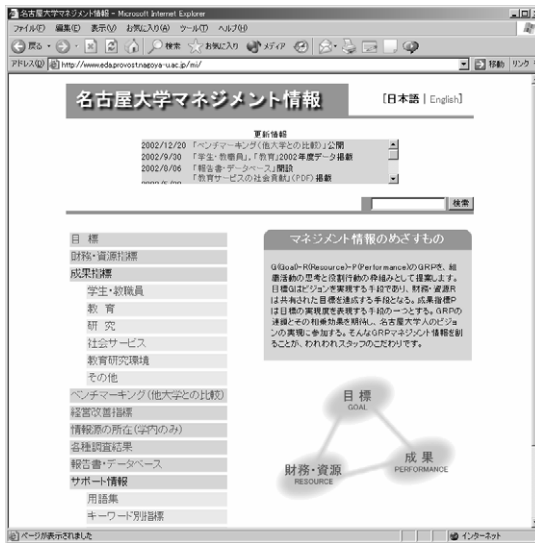 名古屋大学マネジメント情報 - Microsoft Internet Explorer
ファイル(F) 編集(E) 表示(V) お気に入り(A) ツール(T) ヘルプ(H)
戻る 検索 お気に入り メディア
アドレス(D) http://www.eda.provost.nagoya-u.ac.jp/mi/ 移動 リンク
名古屋大学マネジメント情報 [日本語 | English]
更新情報
2002/12/20 「ベンチマーキング(他大学との比較)」公開
2002/9/30 「学生・教職員」、「教育」2002年度データ掲載
2002/8/06 「報告書・データベース」開設
「教育サービスの社会貢献」(PDF)掲載
検索
目 標
財務・資源指標
成果指標
学生・教職員
教 育
研 究
社会サービス
教育研究環境
その他
ベンチマーキング(他大学との比較)
経営改善指標
情報源の所在(学内のみ)
各種調査結果
報告書・データベース
サポート情報
用語集
キーワード別指標
マネジメント情報のめざすもの
G(Goal)-R(Resource)-P(Performance)のGRPを、組
織活動の思考と役割行動の枠組みとして提案します。
目標Gはビジョンを実現する手段であり、財務・資源R
は共有された目標を達成する手段となる。成果指標P
は目標の実現度を表現する手段の一つとする。GRPの
連鎖とその相乗効果を期待し、名古屋大学人のビジョ
ンの実現に参加する。そんなGRPマネジメント情報を創
ることが、われわれスタッフのこだわりです。
目 標
GOAL
財務・資源
RESOURCE
成 果
PERFORMANCE
ページが表示されました インターネット